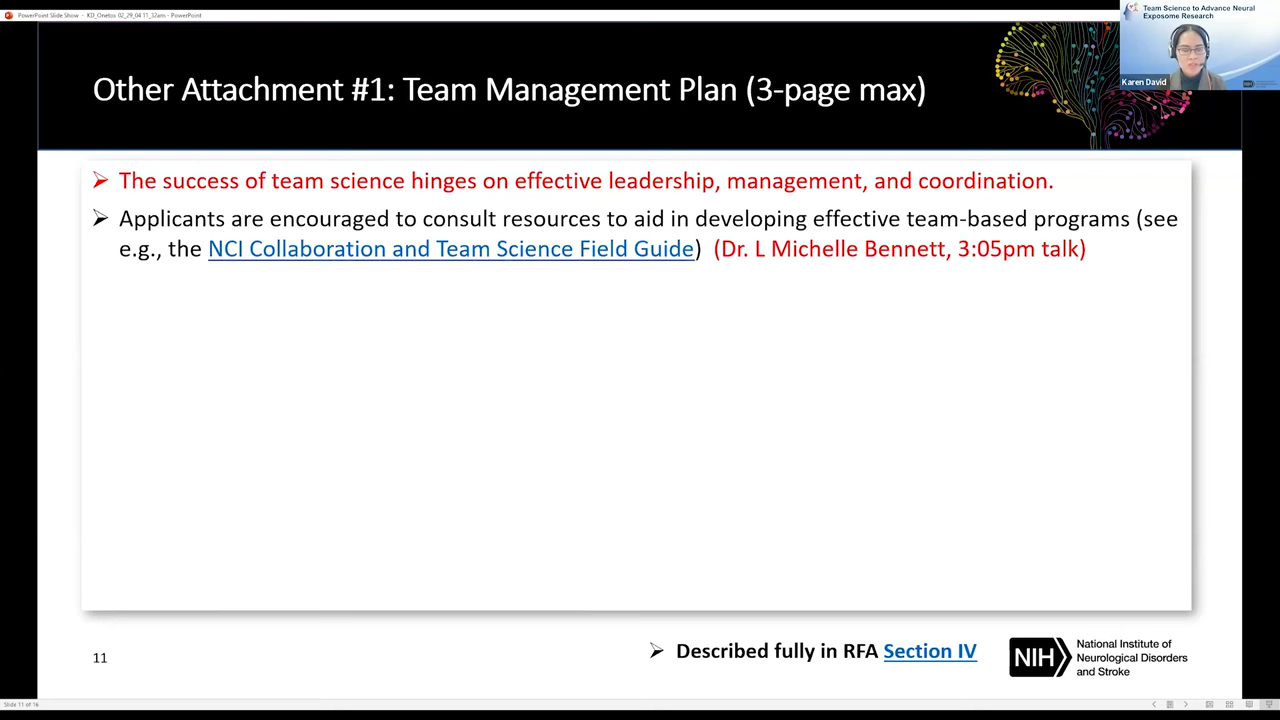 PowerPoint Slide Show - KD_Onetox 02_29_04 11_32am - PowerPoint
Team Science to Advance Neural
Exposome Research
Karen David
NIH
Other Attachment #1: Team Management Plan (3-page max)
➢ The success of team science hinges on effective leadership, management, and coordination.
➢ Applicants are encouraged to consult resources to aid in developing effective team-based programs (see
e.g., the NCI Collaboration and Team Science Field Guide) (Dr. L Michelle Bennett, 3:05pm talk)
➢ Described fully in RFA Section IV
11
NIH
National Institute of
Neurological Disorders
and Stroke
Slide 11 of 16